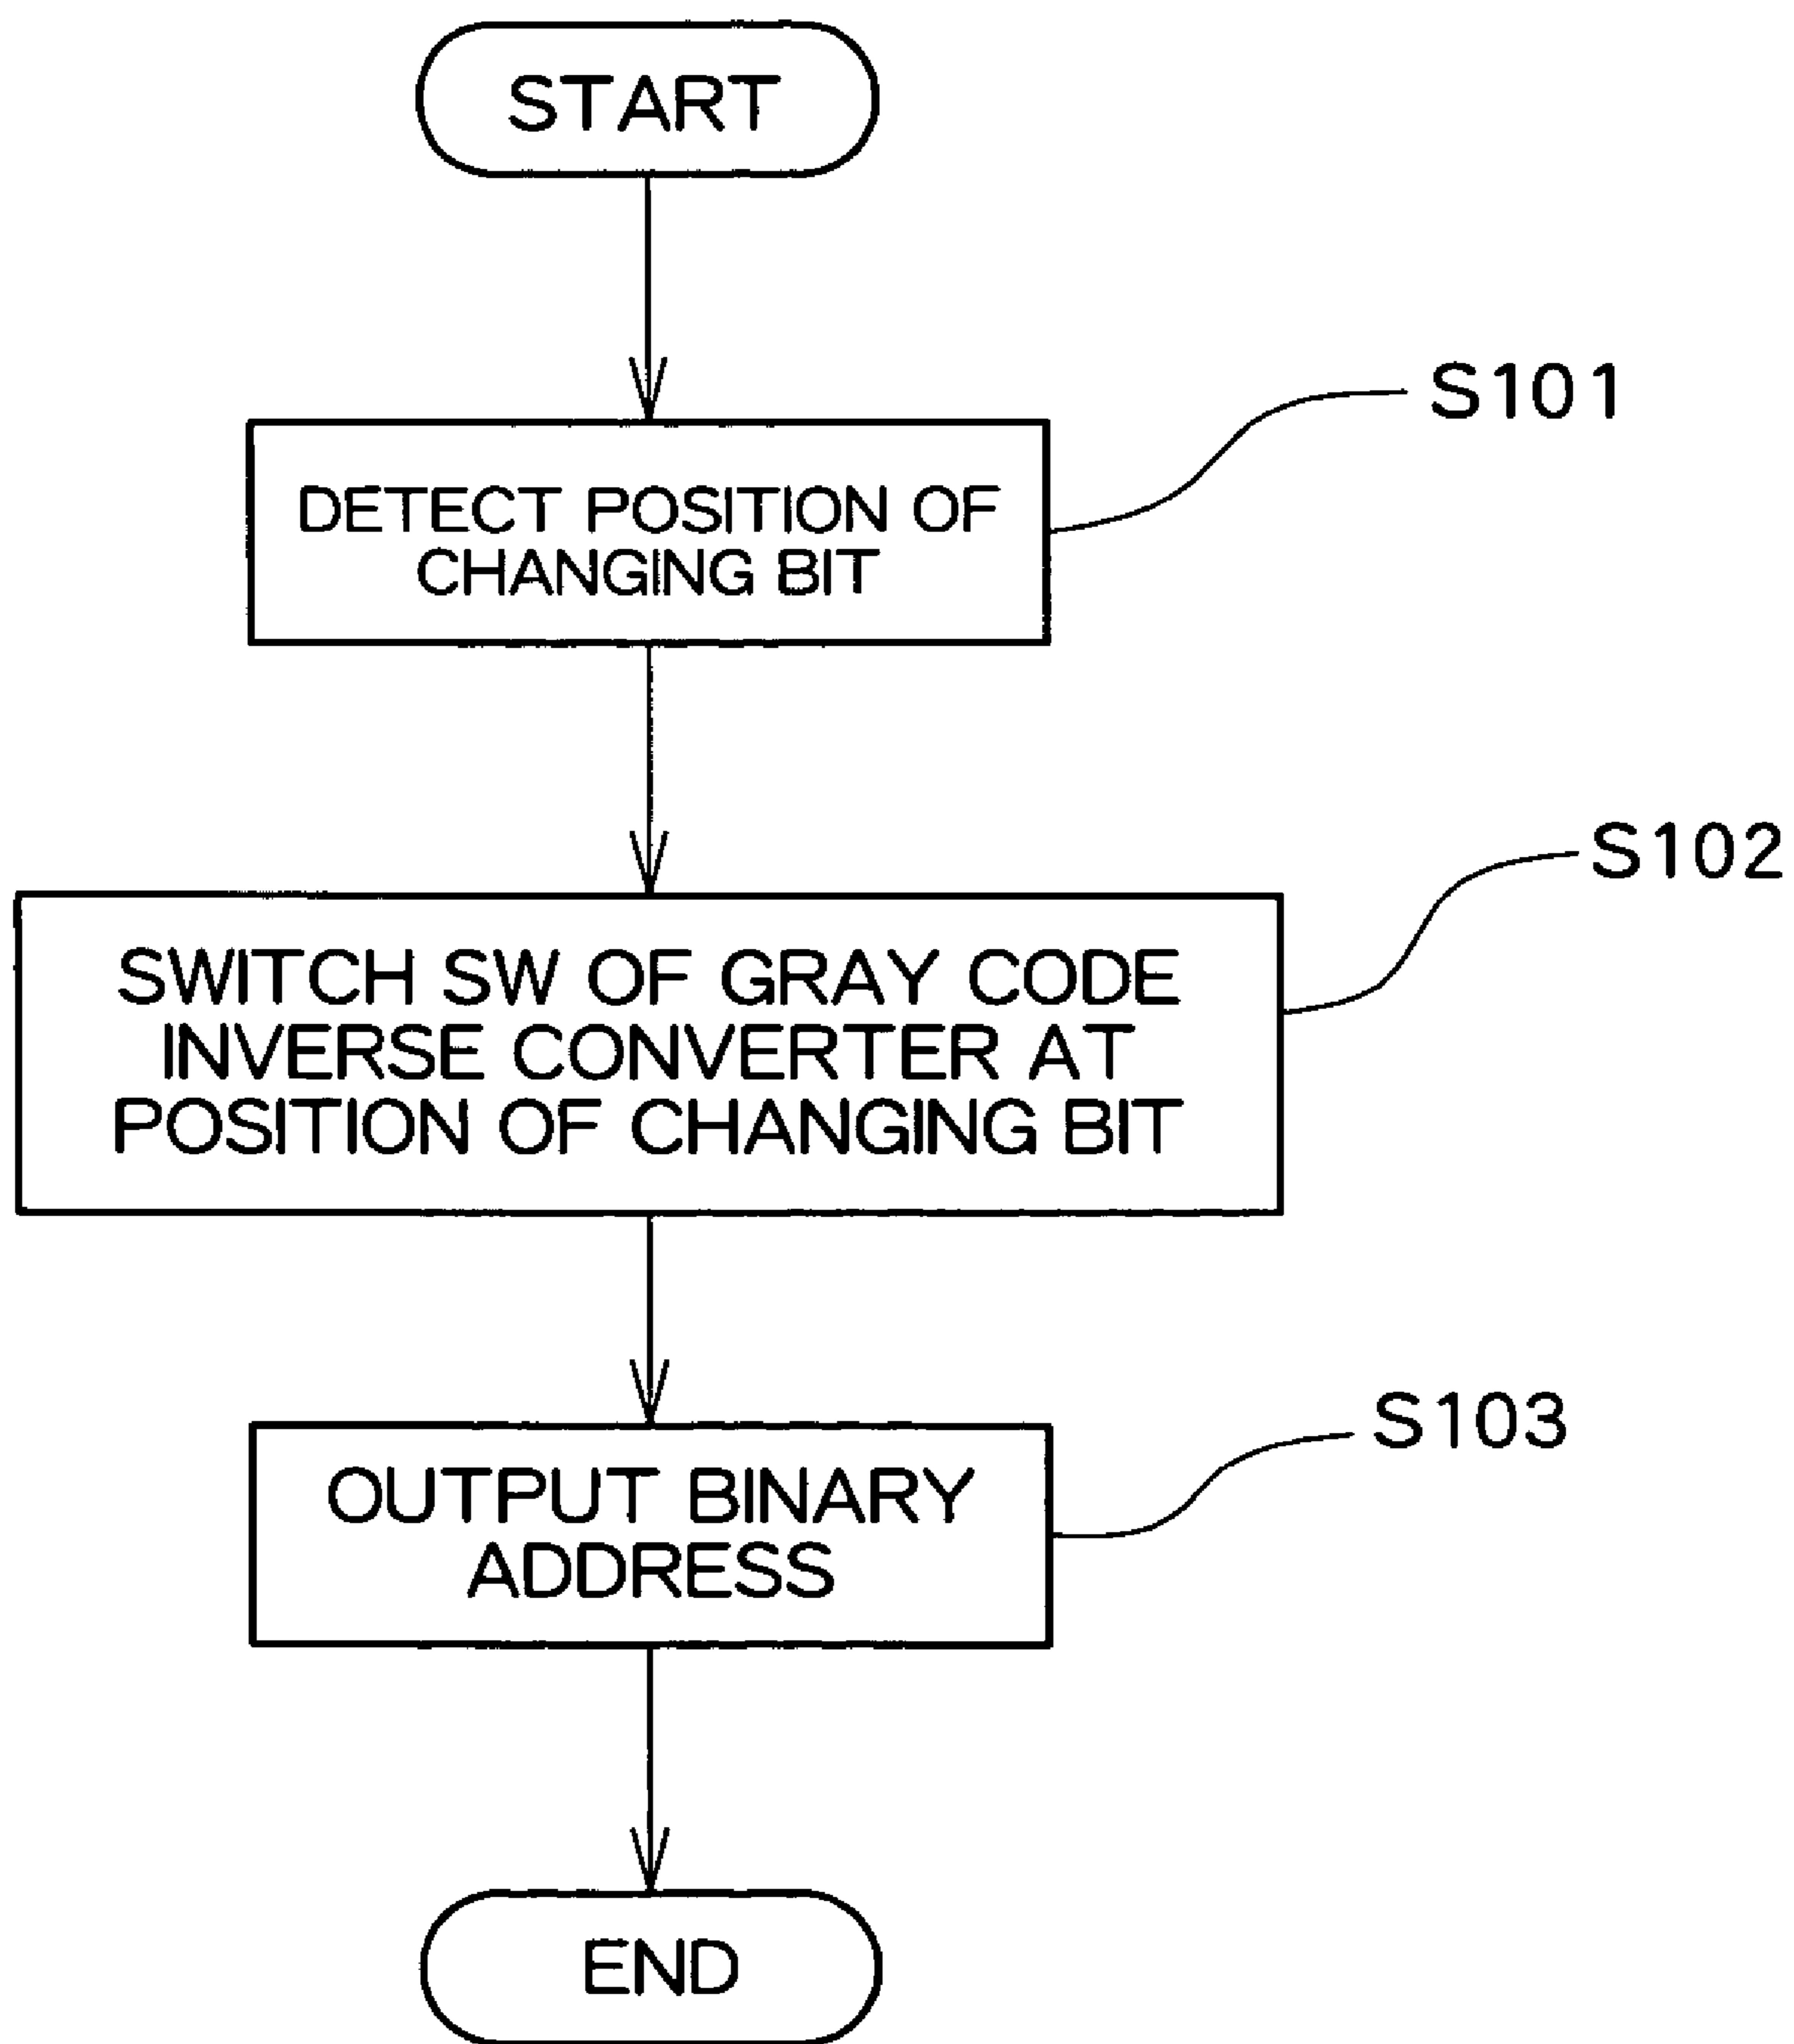 START
S101
DETECT POSITION OF
CHANGING BIT
S102
SWITCH SW OF GRAY CODE
INVERSE CONVERTER AT
POSITION OF CHANGING BIT
S103
OUTPUT BINARY
ADDRESS
END